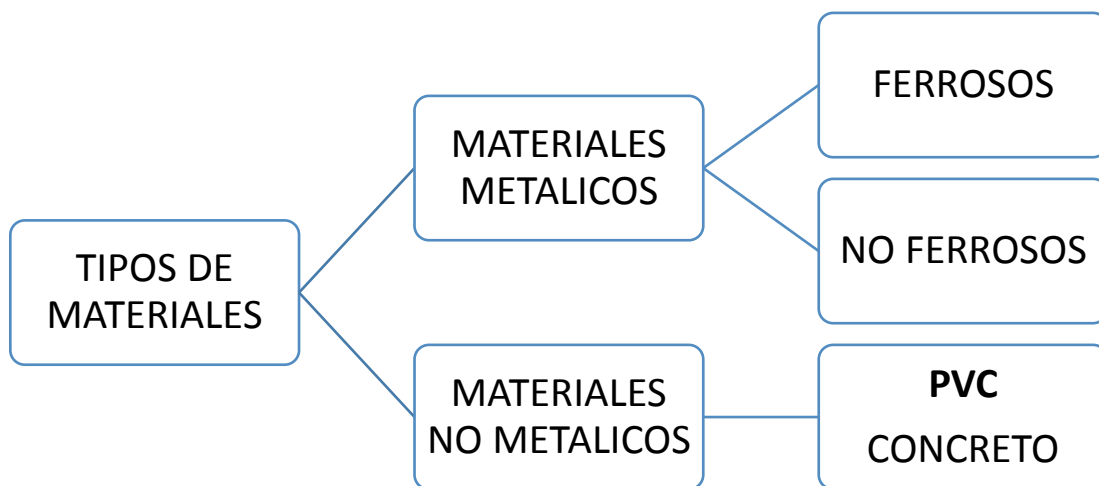 TIPOS DE
MATERIALES
MATERIALES
METALICOS
FERROSOS
NO FERROSOS
MATERIALES
NO METALICOS
PVC
CONCRETO